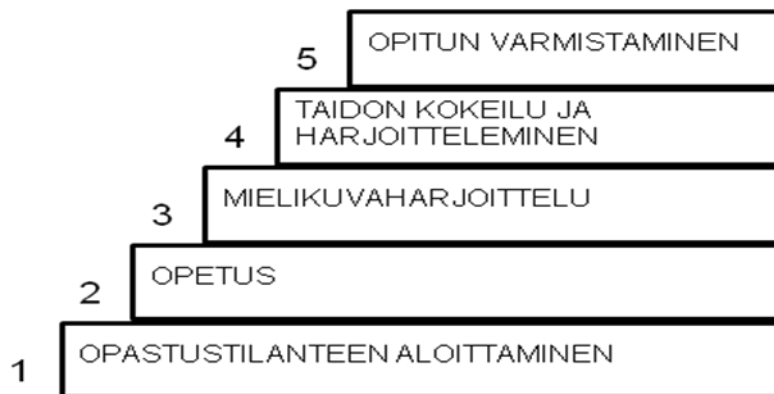 5 OPITUN VARMISTAMINEN
4 TAIDON KOKEILU JA
HARJOITTELEMINEN
3 MIELIKUVAHARJOITTELU
2 OPETUS
1 OPASTUSTILANTEEN ALOITTAMINEN